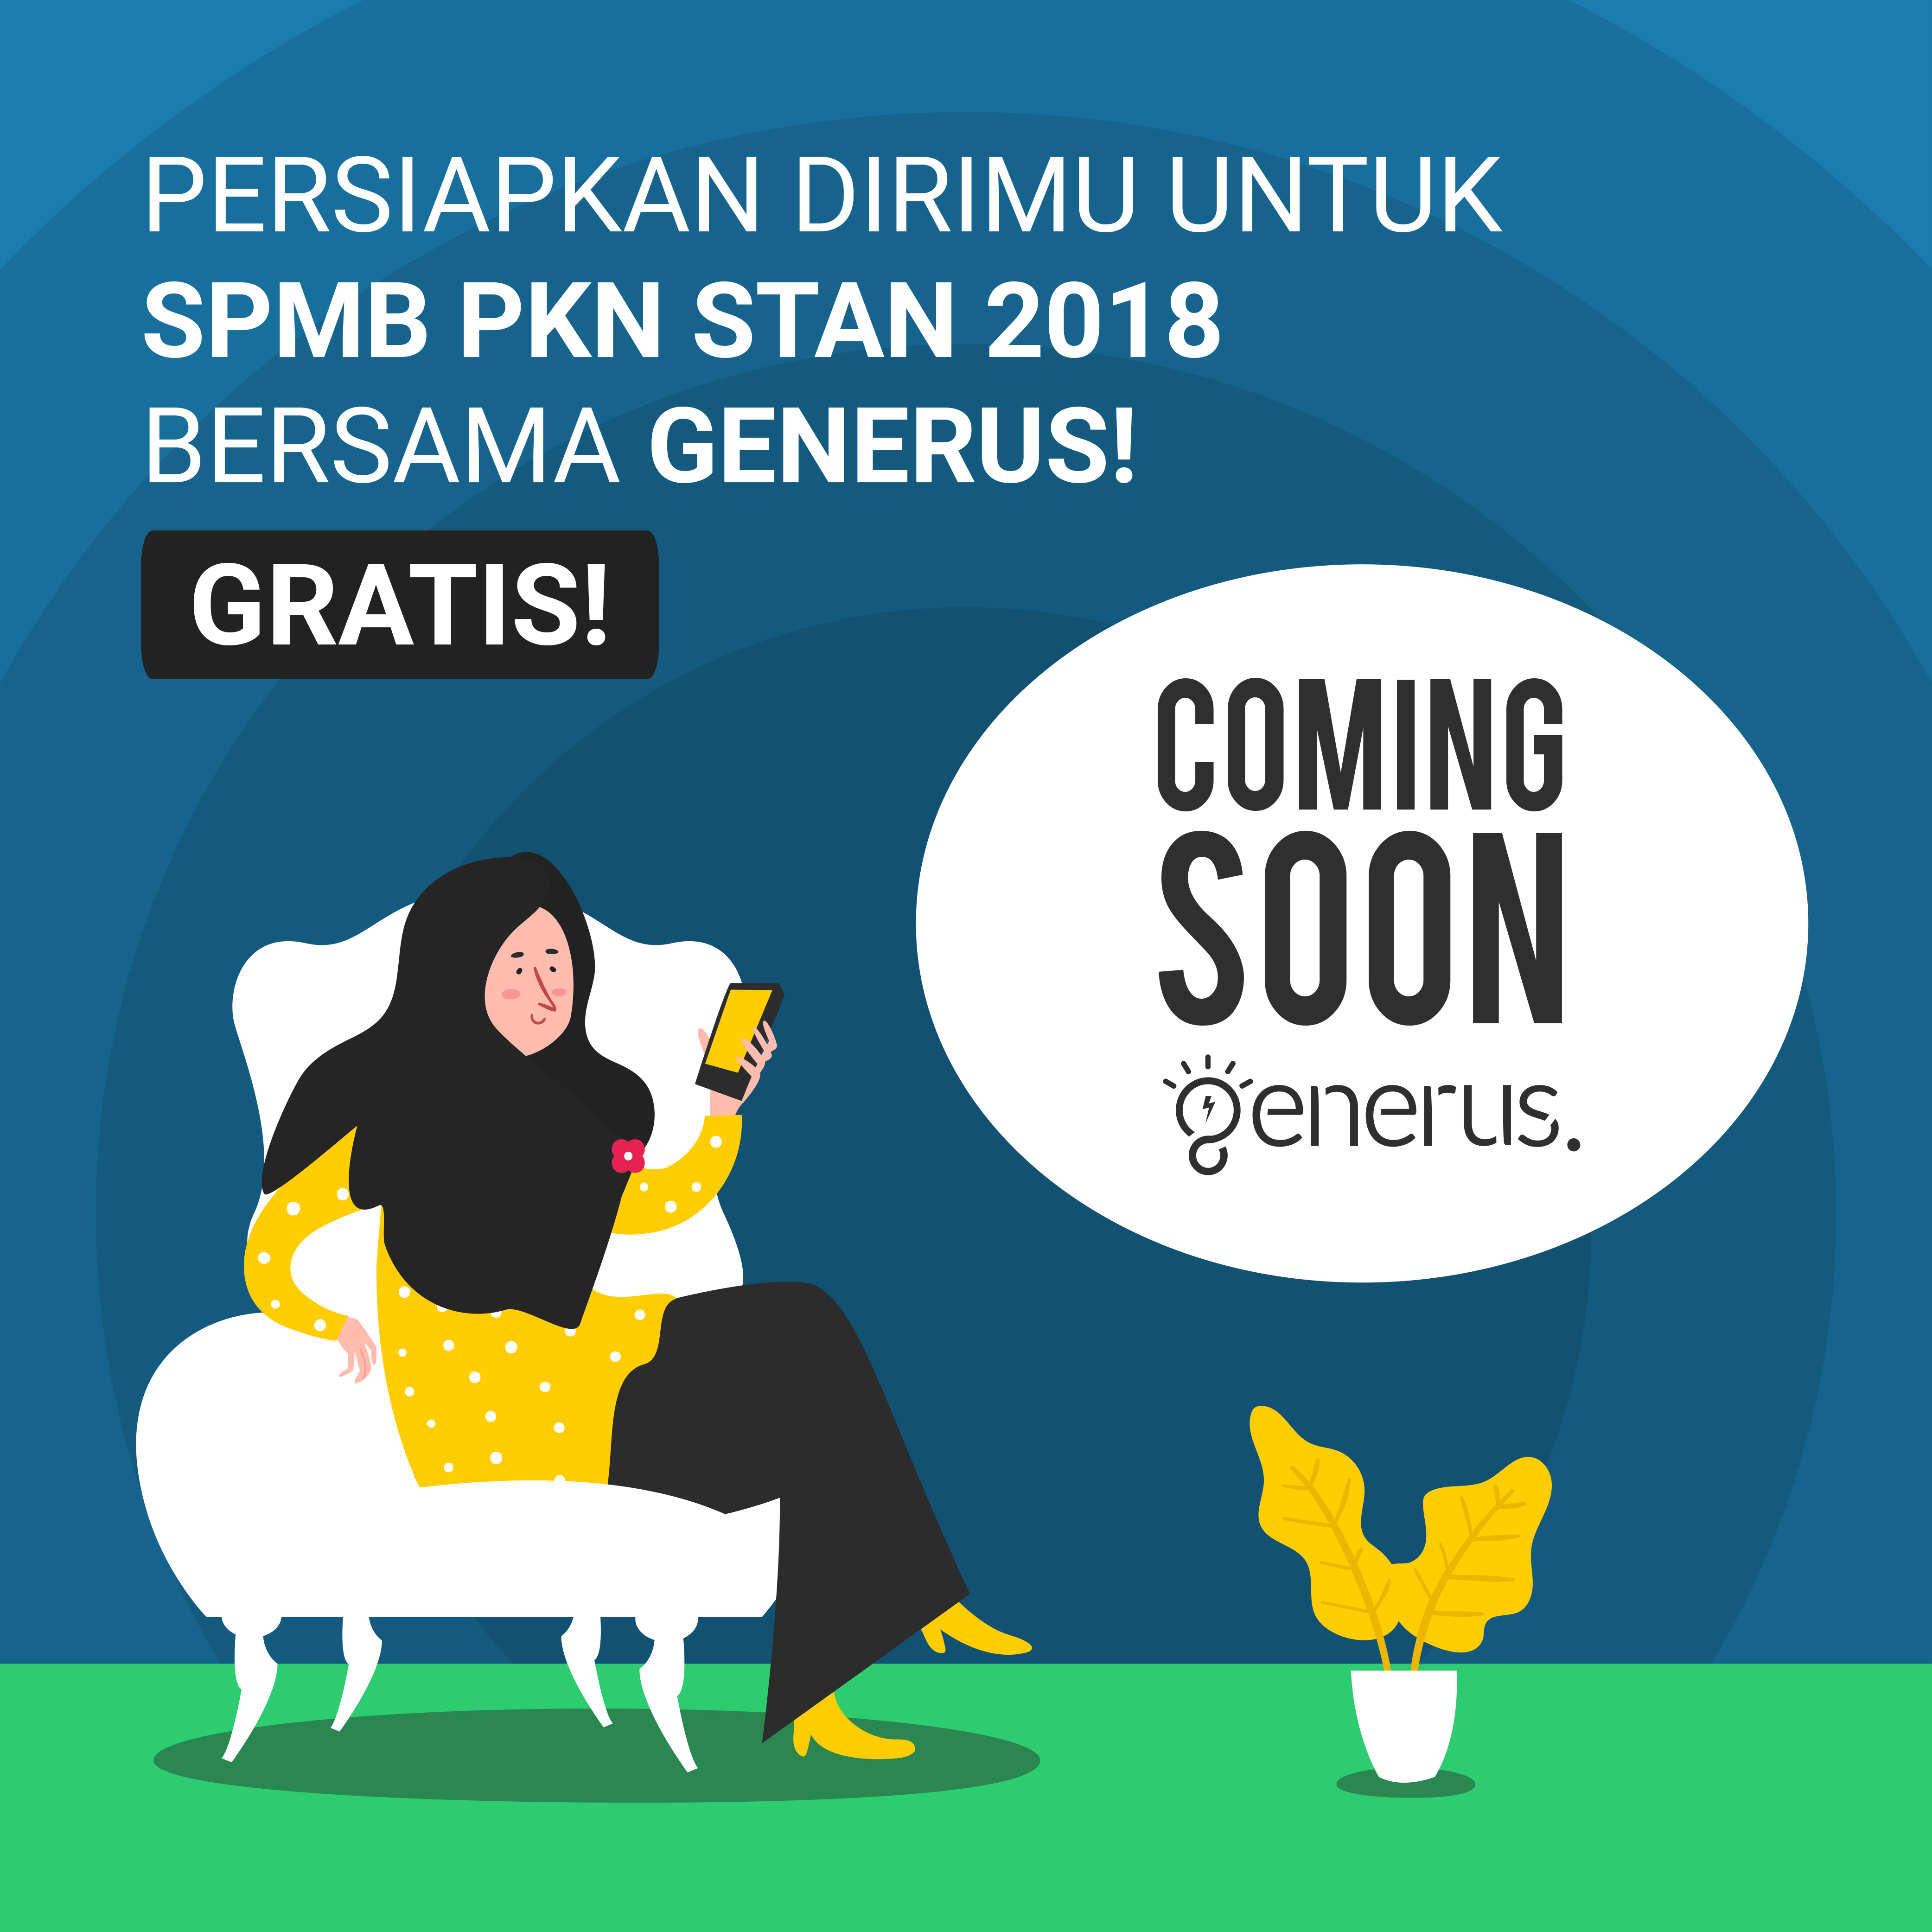 PERSIAPKAN DIRIMU UNTUK
SPMB PKN STAN 2018
BERSAMA GENERUS!
GRATIS!
COMING
SOON
generus.